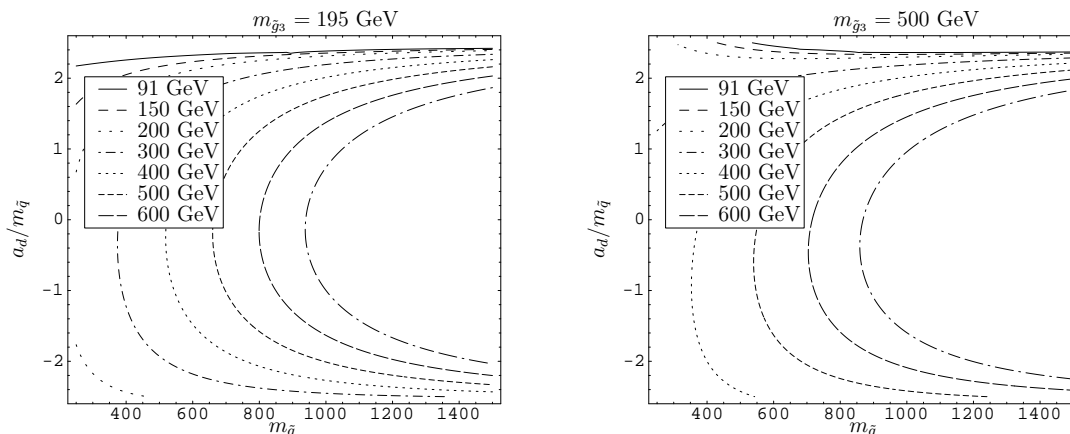 m_{\tilde{g}3} = 195 GeV
a_d/m_{\tilde{q}}
2
1
0
-1
-2
91 GeV
150 GeV
200 GeV
300 GeV
400 GeV
500 GeV
600 GeV
400 600 800 1000 1200 1400
m_{\tilde{q}}
m_{\tilde{g}3} = 500 GeV
a_d/m_{\tilde{q}}
2
1
0
-1
-2
91 GeV
150 GeV
200 GeV
300 GeV
400 GeV
500 GeV
600 GeV
400 600 800 1000 1200 1400
m_{\tilde{q}}